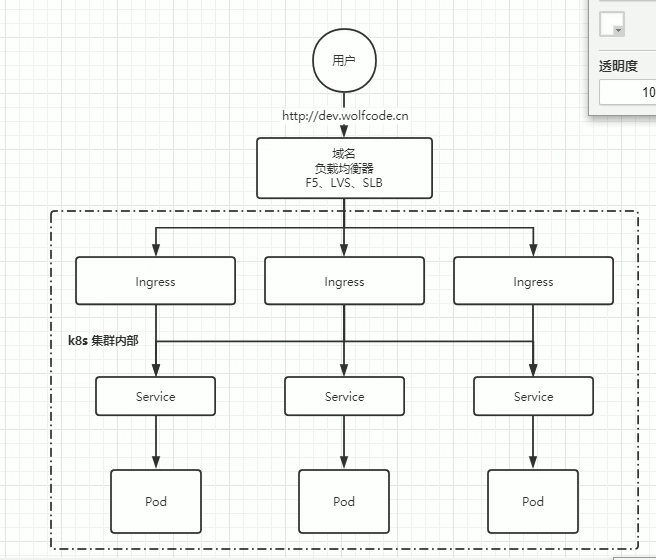 用户
透明度
10
http://dev.wolfcode.cn
域名
负载均衡器
F5、LVS、SLB
Ingress
Ingress
Ingress
k8s 集群内部
Service
Service
Service
Pod
Pod
Pod